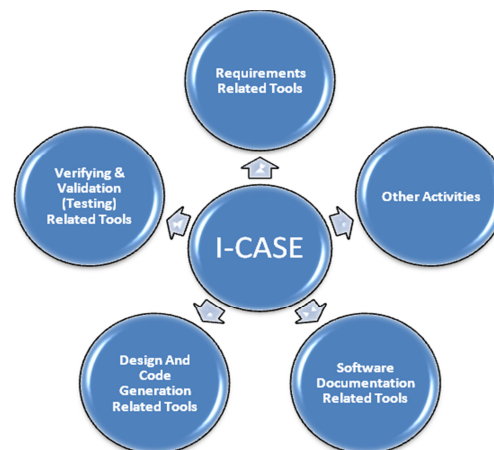 Requirements
Related Tools
Verifying &
Validation
(Testing)
Related Tools
Other Activities
I-CASE
Design And
Code
Generation
Related Tools
Software
Documentation
Related Tools